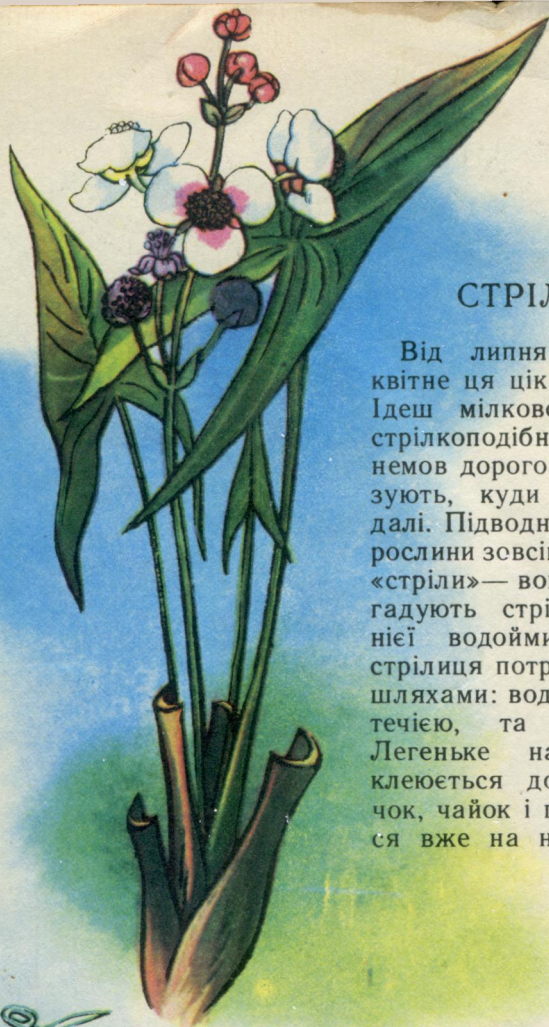 СТРІЛ
Від липня
квітне ця цік
Ідеш мілково
стрілкоподібн
немов дорого
зують, куди
далі. Підводн
рослини зовсі
«стріли»— во
гадують стрі
нієї водойми
стрілиця потр
шляхами: вод
течією, та
Легеньке на
клеюється до
чок, чайок і
ся вже на н